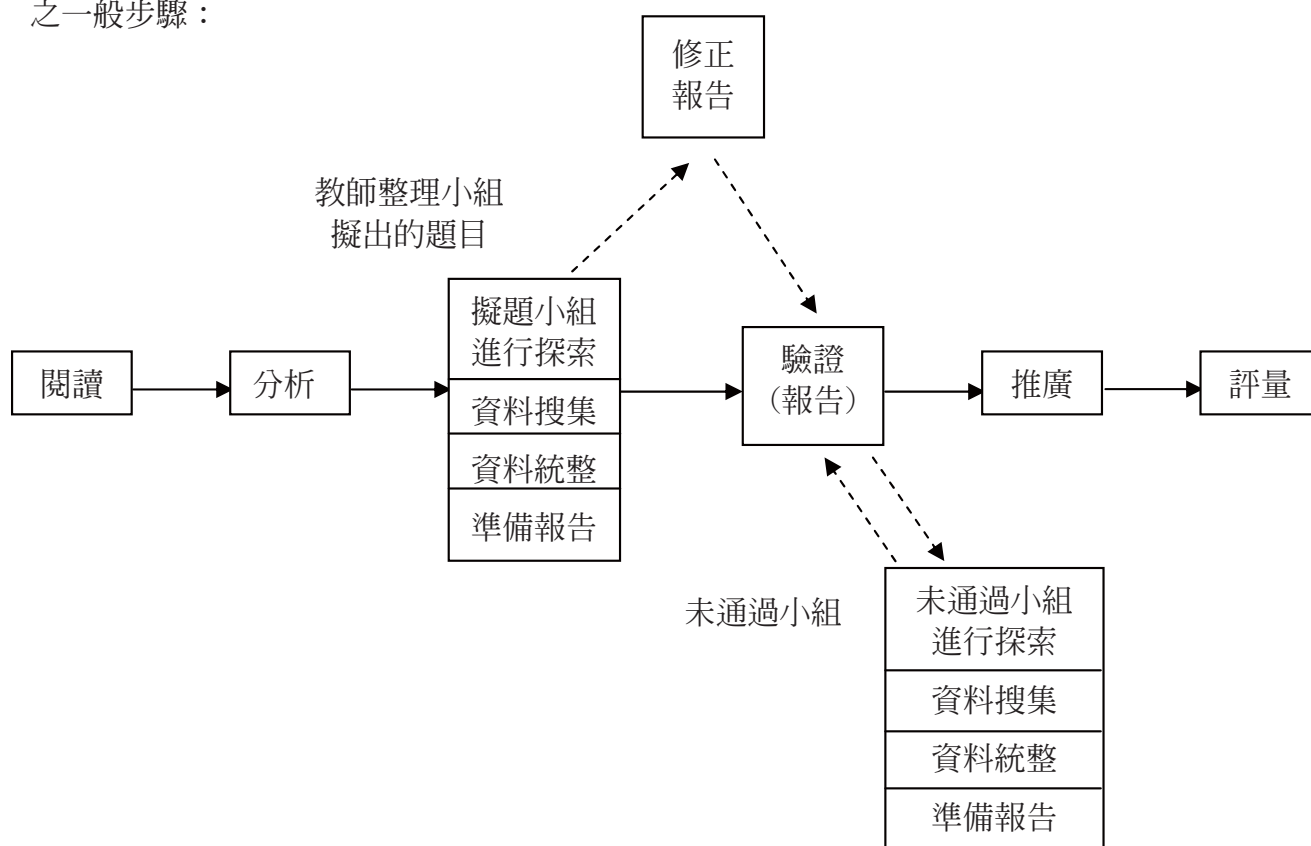 之一般步驟：
修正
報告
教師整理小組
擬出的題目
擬題小組
進行探索
資料搜集
資料統整
準備報告
閱讀
分析
驗證
（報告）
推廣
評量
未通過小組
未通過小組
進行探索
資料搜集
資料統整
準備報告